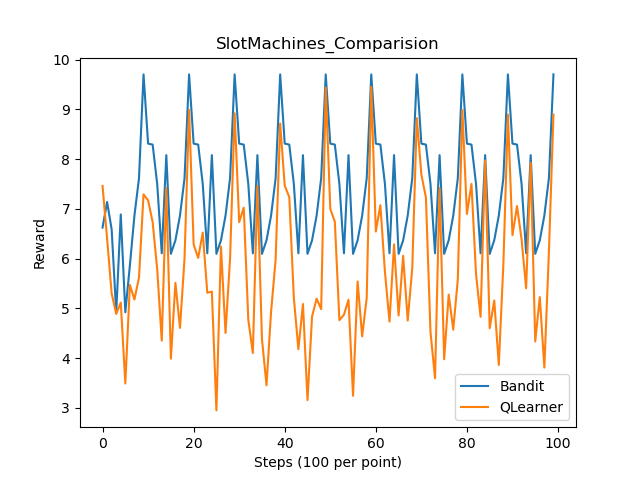 SlotMachines_Comparision
10
9
8
7
6
5
4
3
Reward
0 20 40 60 80 100
Steps (100 per point)
Bandit
QLearner